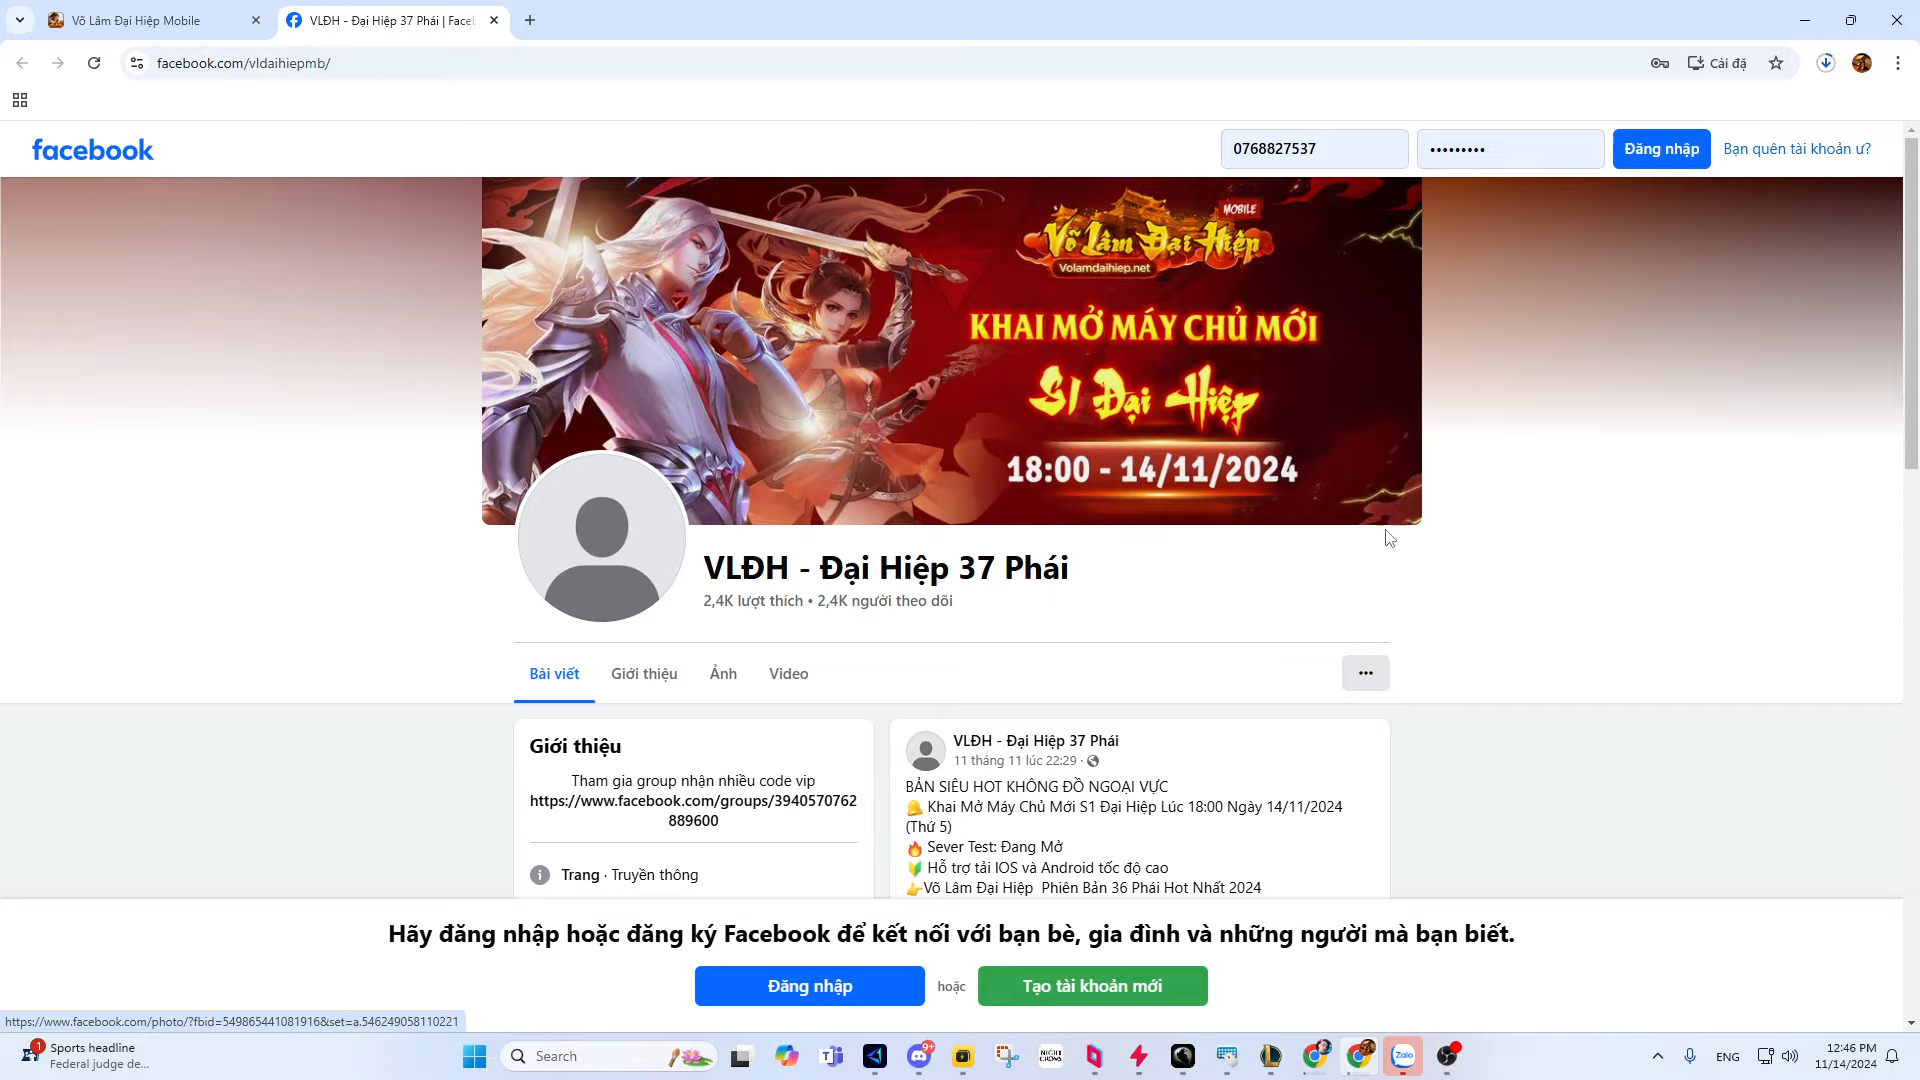 Võ Lâm Đại Hiệp Mobile
VLĐH - Đại Hiệp 37 Phái | Faceb
facebook.com/vldaihiepmb/
Cài đặ
facebook
0768827537
Đăng nhập
Bạn quên tài khoản ư?
MOBILE
Võ Lâm Đại Hiệp
Volamdaihiep.net
KHAI MỞ MÁY CHỦ MỚI
S1 Đại Hiệp
18:00 - 14/11/2024
VLĐH - Đại Hiệp 37 Phái
2,4K lượt thích • 2,4K người theo dõi
Bài viết
Giới thiệu
Ảnh
Video
Giới thiệu
Tham gia group nhận nhiều code vip
https://www.facebook.com/groups/3940570762
889600
Trang · Truyền thông
VLĐH - Đại Hiệp 37 Phái
11 tháng 11 lúc 22:29 ·
BẢN SIÊU HOT KHÔNG ĐỒ NGOẠI VỰC
🔔 Khai Mở Máy Chủ Mới S1 Đại Hiệp Lúc 18:00 Ngày 14/11/2024
(Thứ 5)
🔥 Sever Test: Đang Mở
🔰 Hỗ trợ tải IOS và Android tốc độ cao
👉Võ Lâm Đại Hiệp Phiên Bản 36 Phái Hot Nhất 2024
Hãy đăng nhập hoặc đăng ký Facebook để kết nối với bạn bè, gia đình và những người mà bạn biết.
Đăng nhập
hoặc
Tạo tài khoản mới
https://www.facebook.com/photo/?fbid=549865441081916&set=a.546249058110221
1
Sports headline
Federal judge de...
Search
9+
NIGHT
CROWS
Zalo
ENG
12:46 PM
11/14/2024